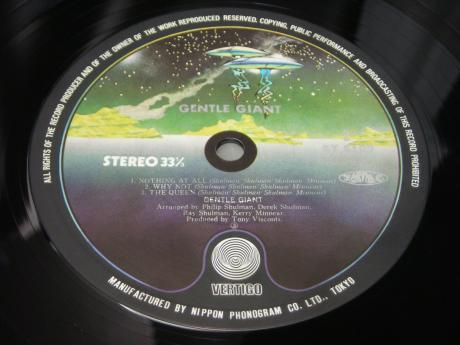 ALL RIGHTS OF THE RECORD PRODUCER AND OF THE OWNER OF THE WORK REPRODUCED RESERVED. COPYING, PUBLIC PERFORMANCE AND BROADCASTING OF THIS RECORD PROHIBITED
GENTLE GIANT
STEREO 33⅓
1. NOTHING AT ALL (Shulman/Shulman/Shulman/Minnear)
2. WHY NOT (Shulman/Shulman/Shulman/Minnear)
3. THE QUEEN (Shulman/Shulman/Shulman/Minnear)
GENTLE GIANT
Arranged by Philip Shulman, Derek Shulman,
Ray Shulman, Kerry Minnear.
Produced by Tony Visconti.
VERTIGO
MANUFACTURED BY NIPPON PHONOGRAM CO. LTD., TOKYO